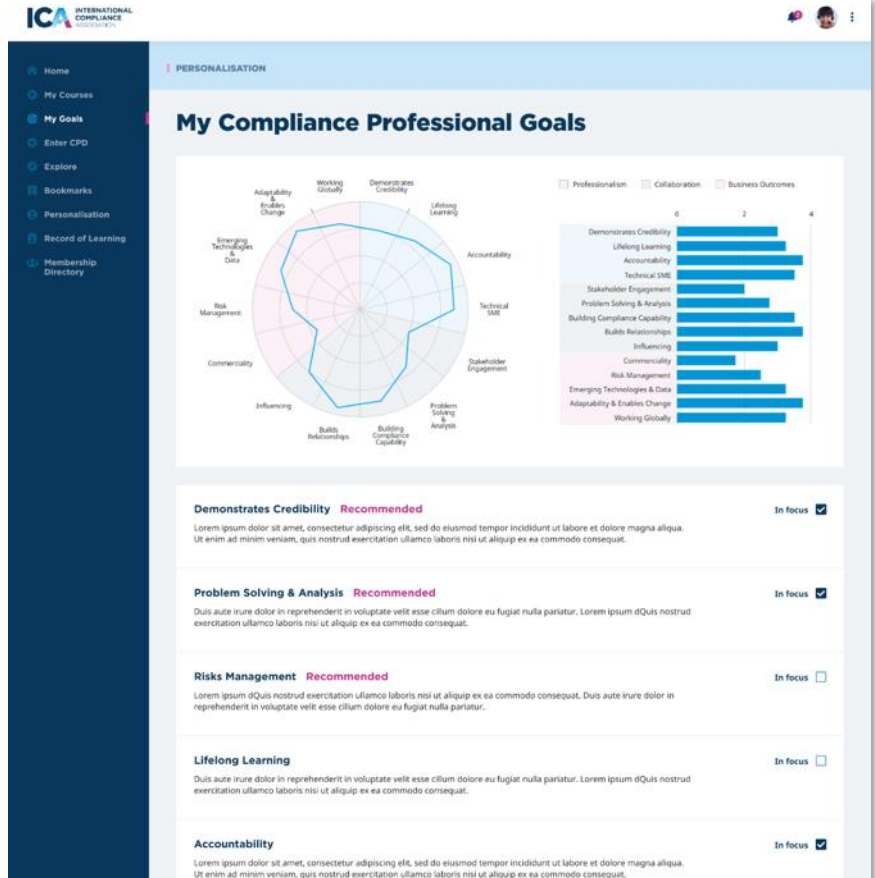 ICA INTERNATIONAL
COMPLIANCE
ASSOCIATION
Home
My Courses
My Goals
Enter CPD
Explore
Bookmarks
Personalisation
Record of Learning
Membership
Directory
PERSONALISATION
My Compliance Professional Goals
Working
Globally
Demonstrates
Credibility
Lifelong
Learning
Accountability
Technical
SME
Stakeholder
Engagement
Problem
Solving
&
Analysis
Building
Compliance
Capability
Builds
Relationships
Influencing
Commerciality
Risk
Management
Emerging
Technologies
&
Data
Adaptability
&
Enables
Change
Professionalism Collaboration Business Outcomes
0 2 4
Demonstrates Credibility
Lifelong Learning
Accountability
Technical SME
Stakeholder Engagement
Problem Solving & Analysis
Building Compliance Capability
Builds Relationships
Influencing
Commerciality
Risk Management
Emerging Technologies & Data
Adaptability & Enables Change
Working Globally
Demonstrates Credibility Recommended In focus
Lorem ipsum dolor sit amet, consectetur adipiscing elit, sed do eiusmod tempor incididunt ut labore et dolore magna aliqua.
Ut enim ad minim veniam, quis nostrud exercitation ullamco laboris nisi ut aliquip ex ea commodo consequat.
Problem Solving & Analysis Recommended In focus
Duis aute irure dolor in reprehenderit in voluptate velit esse cillum dolore eu fugiat nulla pariatur. Lorem ipsum dQuis nostrud
exercitation ullamco laboris nisi ut aliquip ex ea commodo consequat.
Risks Management Recommended In focus
Lorem ipsum dQuis nostrud exercitation ullamco laboris nisi ut aliquip ex ea commodo consequat. Duis aute irure dolor in
reprehenderit in voluptate velit esse cillum dolore eu fugiat nulla pariatur.
Lifelong Learning In focus
Duis aute irure dolor in reprehenderit in voluptate velit esse cillum dolore eu fugiat nulla pariatur. Lorem ipsum dQuis nostrud
exercitation ullamco laboris nisi ut aliquip ex ea commodo consequat.
Accountability In focus
Lorem ipsum dolor sit amet, consectetur adipiscing elit, sed do eiusmod tempor incididunt ut labore et dolore magna aliqua.
Ut enim ad minim veniam, quis nostrud exercitation ullamco laboris nisi ut aliquip ex ea commodo consequat.